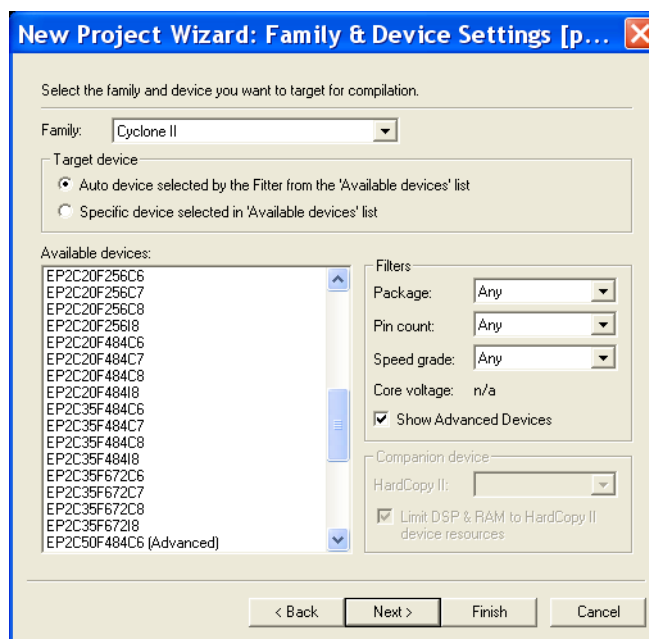 New Project Wizard: Family & Device Settings [p...
Select the family and device you want to target for compilation.
Family: Cyclone II
Target device
Auto device selected by the Fitter from the 'Available devices' list
Specific device selected in 'Available devices' list
Available devices:
EP2C20F256C6
EP2C20F256C7
EP2C20F256C8
EP2C20F256I8
EP2C20F484C6
EP2C20F484C7
EP2C20F484C8
EP2C20F484I8
EP2C35F484C6
EP2C35F484C7
EP2C35F484C8
EP2C35F484I8
EP2C35F672C6
EP2C35F672C7
EP2C35F672C8
EP2C35F672I8
EP2C50F484C6 (Advanced)
Filters
Package: Any
Pin count: Any
Speed grade: Any
Core voltage: n/a
Show Advanced Devices
Companion device
HardCopy II:
Limit DSP & RAM to HardCopy II
device resources
< Back Next > Finish Cancel